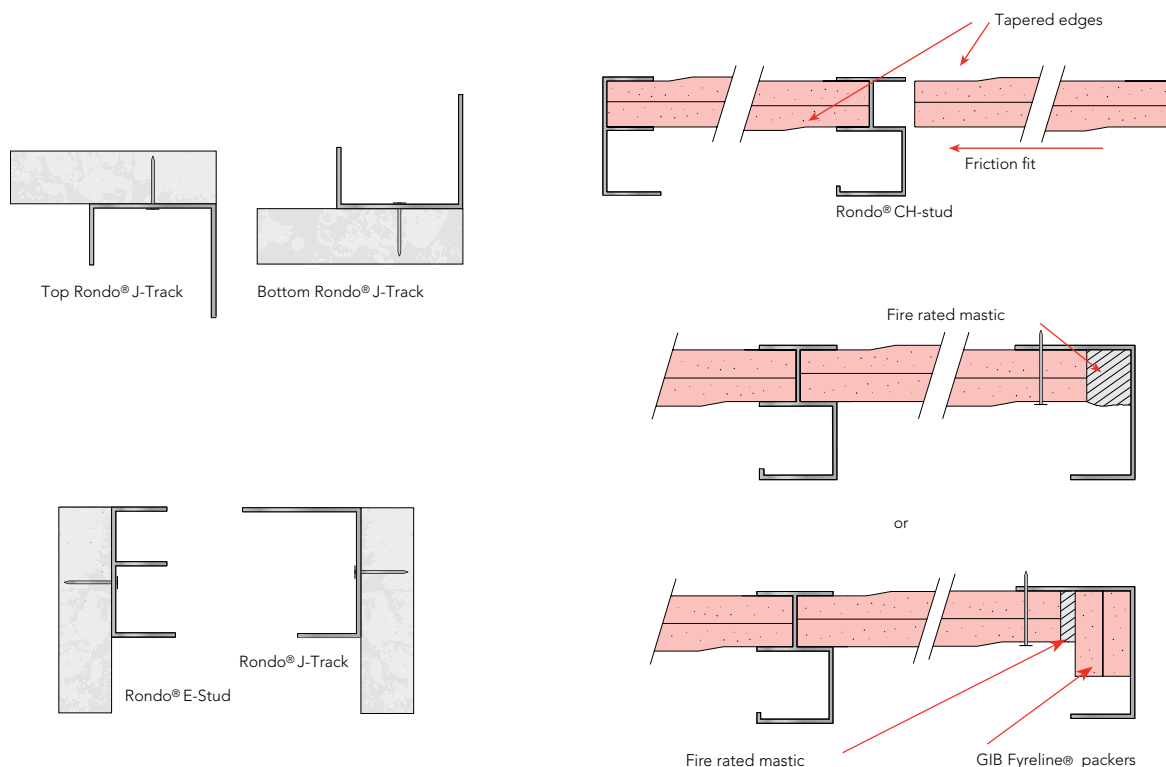 Tapered edges
Friction fit
Rondo® CH-stud
Top Rondo® J-Track
Bottom Rondo® J-Track
Fire rated mastic
or
Rondo® J-Track
Rondo® E-Stud
Fire rated mastic
GIB Fyreline® packers